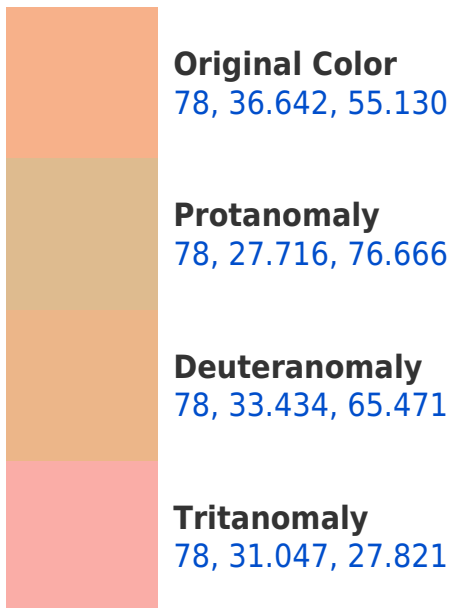 Original Color
78, 36.642, 55.130
Protanomaly
78, 27.716, 76.666
Deuteranomaly
78, 33.434, 65.471
Tritanomaly
78, 31.047, 27.821